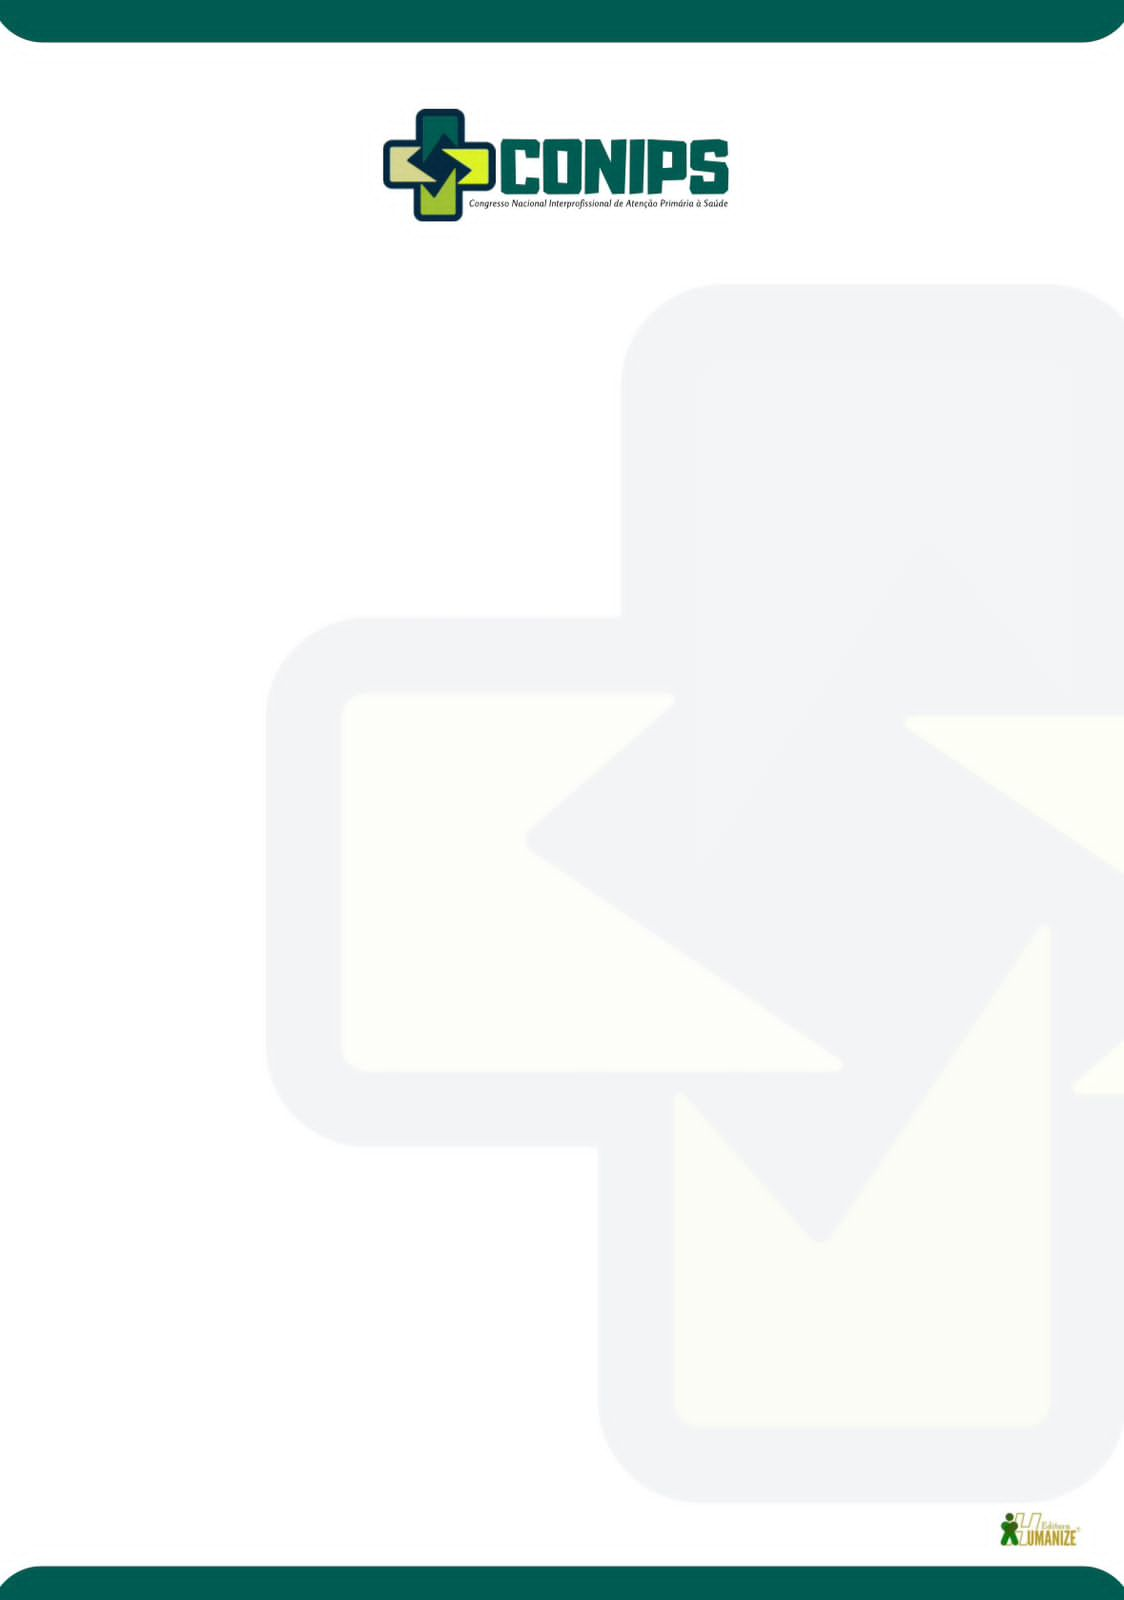 CONIPS
Congresso Nacional Interprofissional de Atenção Primária à Saúde
Editora
UMANIZE